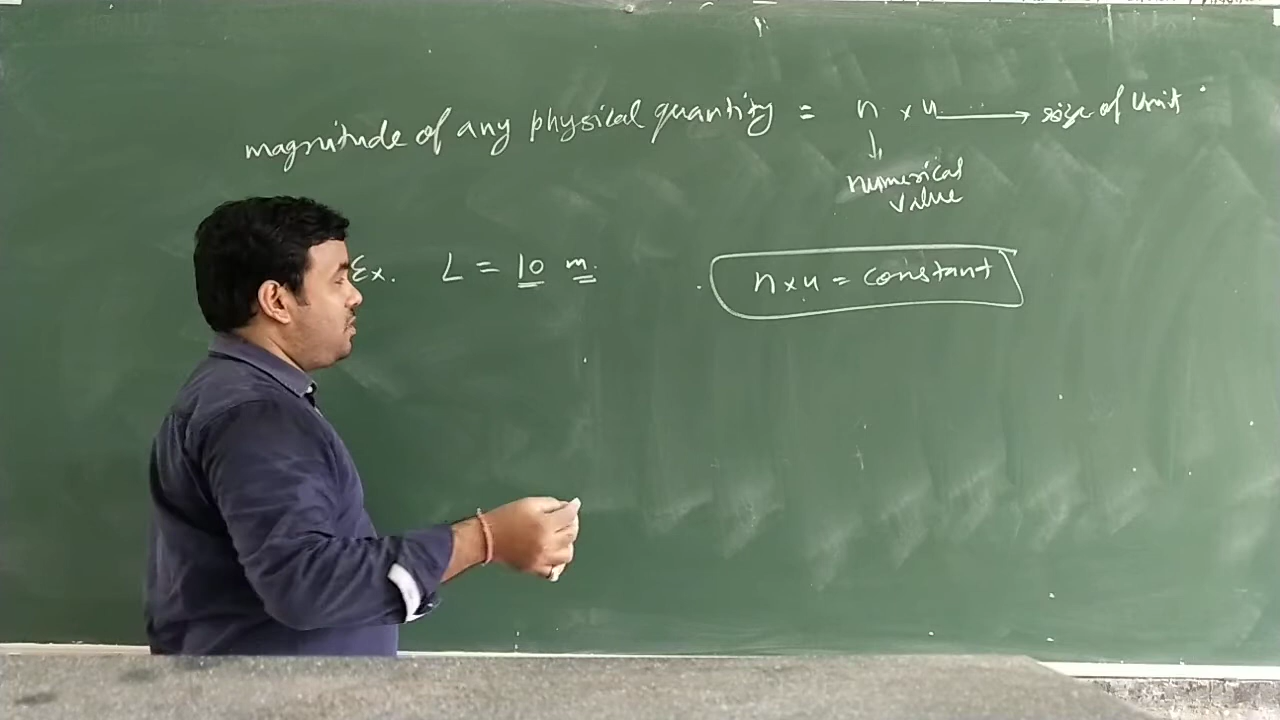 magnitude of any physical quantity = n × u → size of Unit
↓
numerical
value
Ex. L = 10 m. n×u = constant